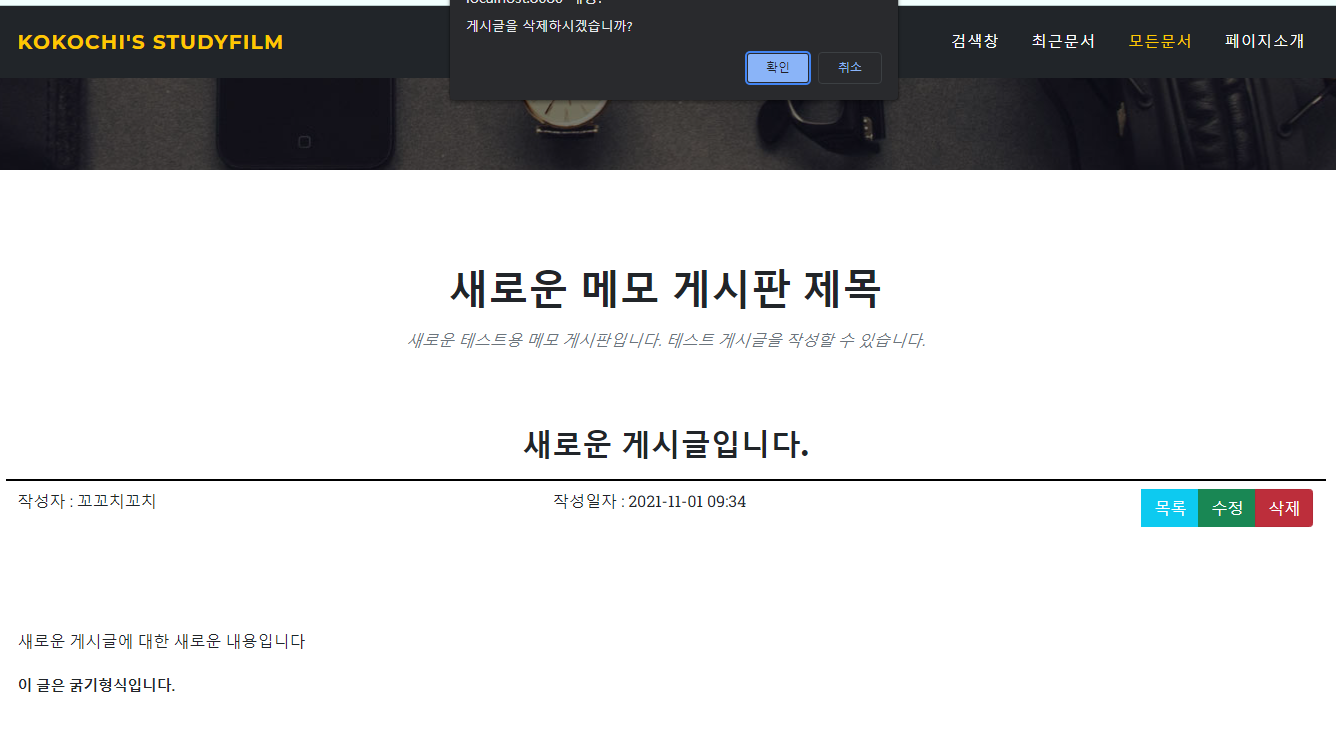 게시글을 삭제하시겠습니까?
확인 취소
KOKOCHI'S STUDYFILM 검색창 최근문서 모든문서 페이지소개
새로운 메모 게시판 제목
새로운 테스트용 메모 게시판입니다. 테스트 게시글을 작성할 수 있습니다.
새로운 게시글입니다.
작성자 : 꼬꼬치꼬치 작성일자 : 2021-11-01 09:34 목록 수정 삭제
새로운 게시글에 대한 새로운 내용입니다
이 글은 굵기형식입니다.